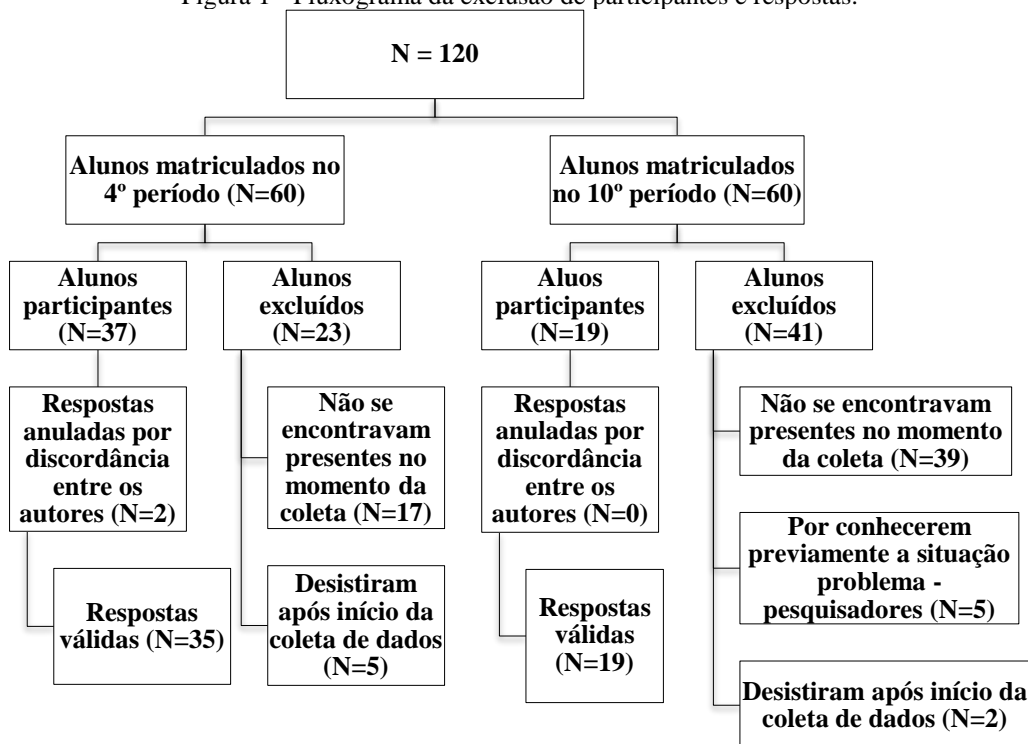 Figura 1 - Fluxograma da exclusão de participantes e respostas.
N = 120
Alunos matriculados no
4º período (N=60)
Alunos matriculados
no 10º período (N=60)
Alunos
participantes
(N=37)
Alunos
excluídos
(N=23)
Aluos
participantes
(N=19)
Alunos
excluídos
(N=41)
Respostas
anuladas por
discordância
entre os
autores (N=2)
Não se
encontravam
presentes no
momento da
coleta (N=17)
Respostas
anuladas por
discordância
entre os
autores (N=0)
Não se encontravam
presentes no momento
da coleta (N=39)
Respostas
válidas (N=35)
Desistiram
após início da
coleta de dados
(N=5)
Respostas
válidas
(N=19)
Por conhecerem
previamente a situação
problema -
pesquisadores (N=5)
Desistiram após início da
coleta de dados (N=2)